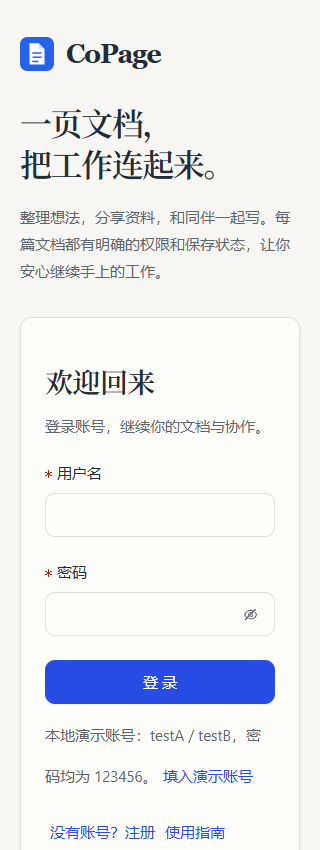 CoPage
一页文档，
把工作连起来。
整理想法，分享资料，和同伴一起写。每
篇文档都有明确的权限和保存状态，让你
安心继续手上的工作。
欢迎回来
登录账号，继续你的文档与协作。
* 用户名
* 密码
登 录
本地演示账号：testA / testB，密
码均为 123456。 填入演示账号
没有账号？注册 使用指南